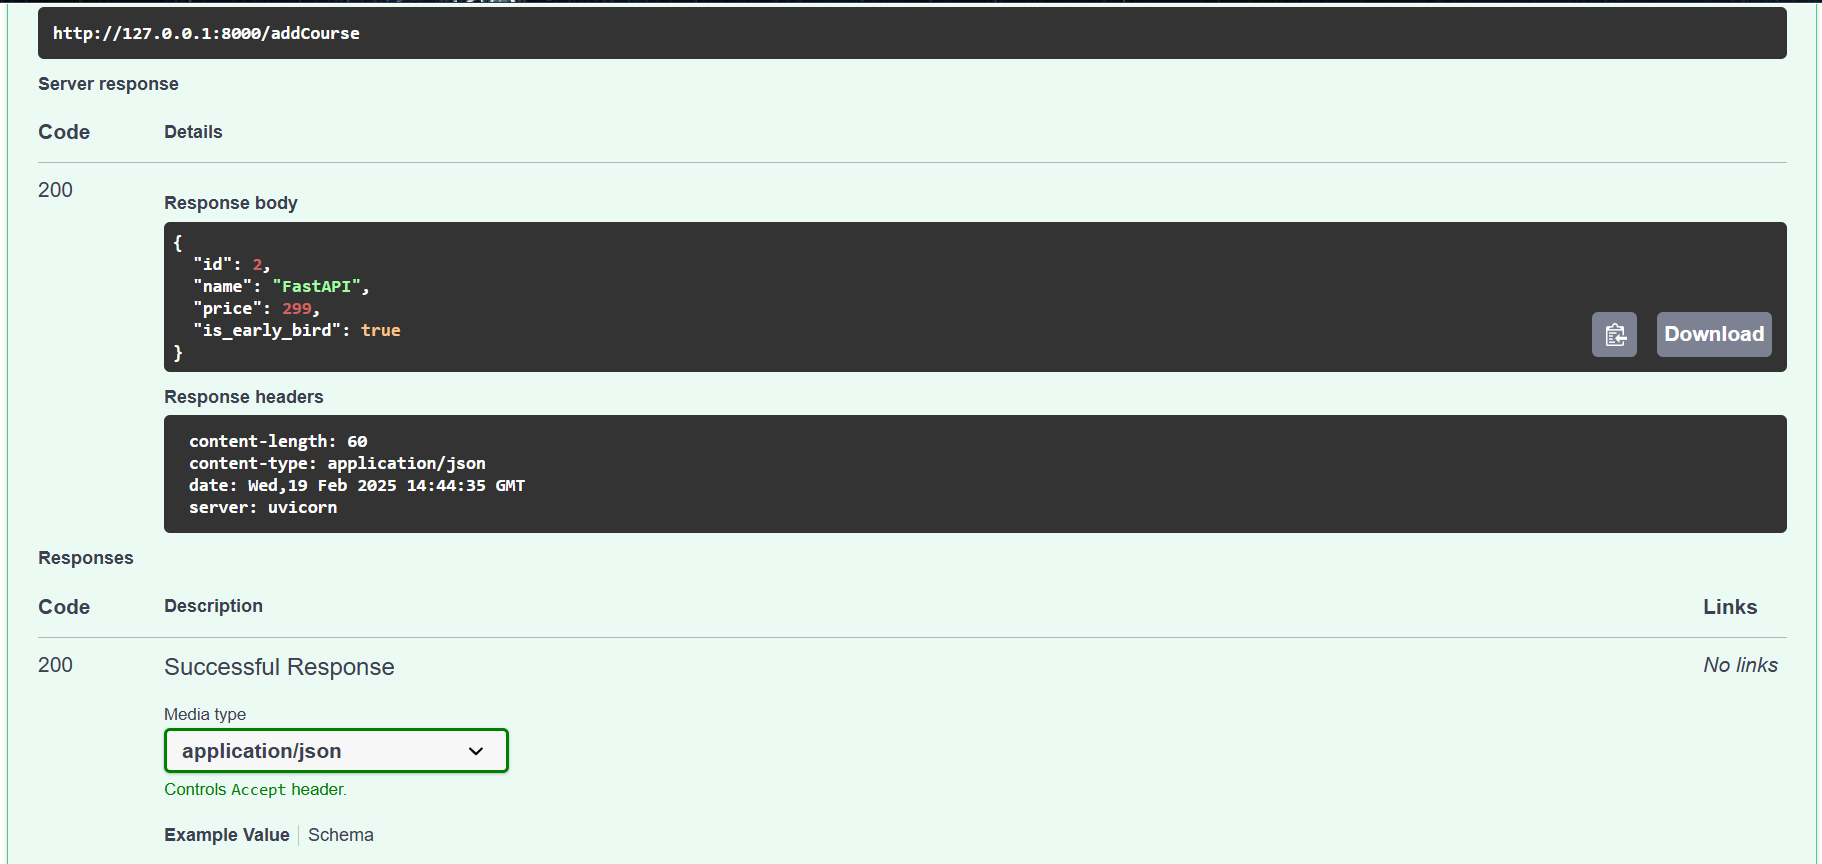 http://127.0.0.1:8000/addCourse
Server response
Code Details
200
Response body
{
  "id": 2,
  "name": "FastAPI",
  "price": 299,
  "is_early_bird": true
}
Download
Response headers
content-length: 60
content-type: application/json
date: Wed,19 Feb 2025 14:44:35 GMT
server: uvicorn
Responses
Code Description Links
200 Successful Response No links
Media type
application/json
Controls Accept header.
Example Value Schema